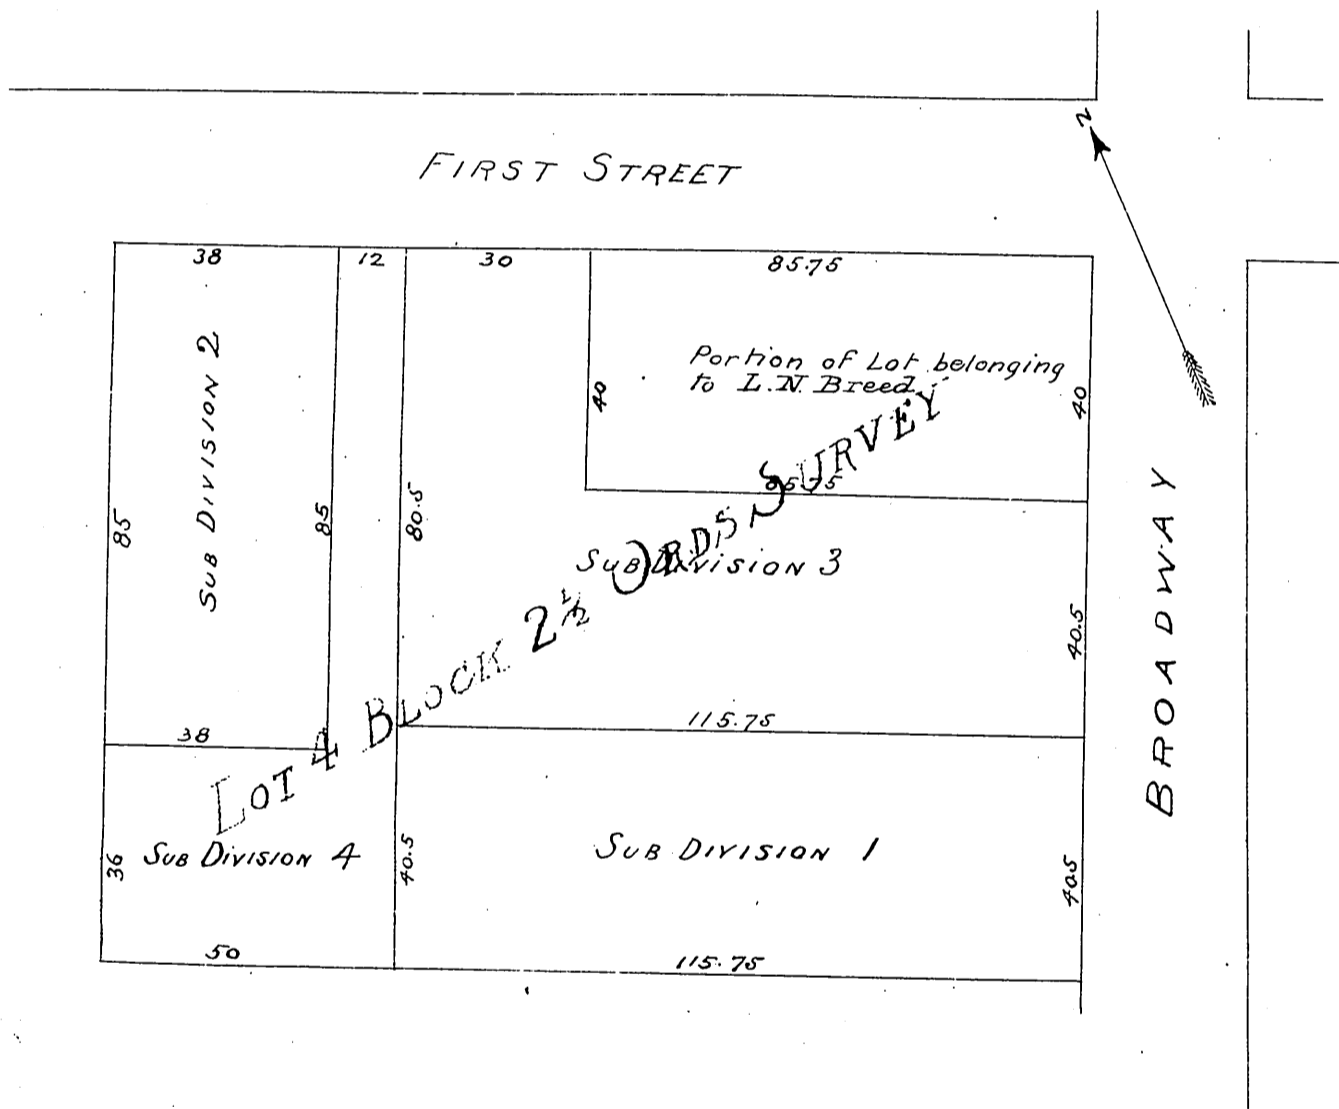 N
FIRST STREET
38 12 30 85.75
SUB DIVISION 2
Portion of Lot belonging
to L.N. Breed.
40
40
85
85
80.5
85.75
SUB DIVISION 3
40.5
BROADWAY
LOT 4 BLOCK 2½ ORDS SURVEY
38
115.75
36
SUB DIVISION 4
40.5
SUB DIVISION 1
40.5
50
115.75